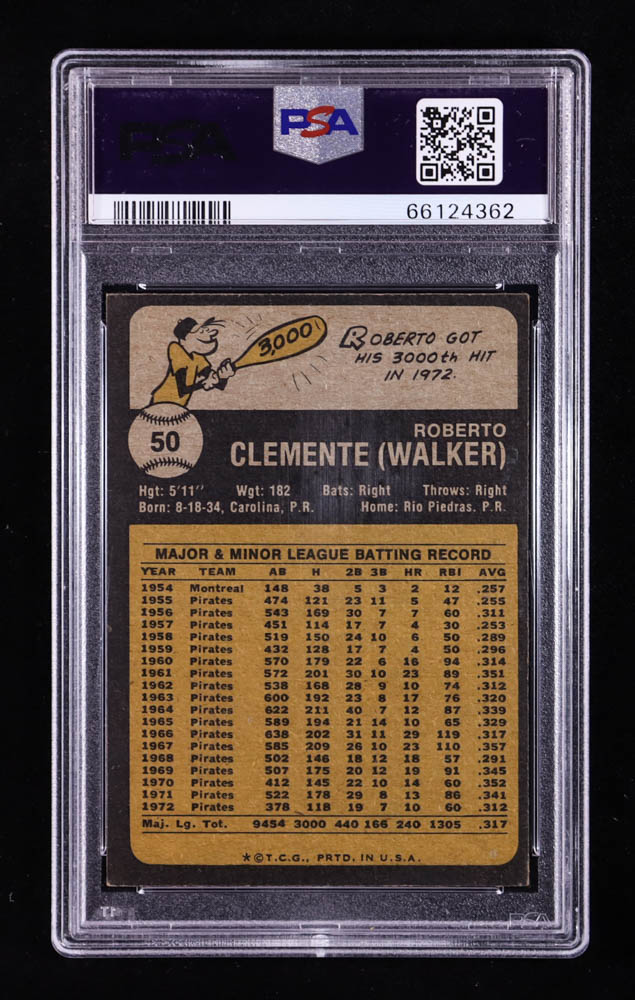 PSA
PSA
66124362
3,000
ROBERTO GOT
HIS 3000th HIT
IN 1972.
50
ROBERTO
CLEMENTE (WALKER)
Hgt: 5'11" Wgt: 182 Bats: Right Throws: Right
Born: 8-18-34, Carolina, P.R. Home: Rio Piedras, P.R.
MAJOR & MINOR LEAGUE BATTING RECORD
YEAR TEAM AB H 2B 3B HR RBI AVG
1954 Montreal 148 38 5 3 2 12 .257
1955 Pirates 474 121 23 11 5 47 .255
1956 Pirates 543 169 30 7 7 60 .311
1957 Pirates 451 114 17 7 4 30 .253
1958 Pirates 519 150 24 10 6 50 .289
1959 Pirates 432 128 17 7 4 50 .296
1960 Pirates 570 179 22 6 16 94 .314
1961 Pirates 572 201 30 10 23 89 .351
1962 Pirates 538 168 28 9 10 74 .312
1963 Pirates 600 192 23 8 17 76 .320
1964 Pirates 622 211 40 7 12 87 .339
1965 Pirates 589 194 21 14 10 65 .329
1966 Pirates 638 202 31 11 29 119 .317
1967 Pirates 585 209 26 10 23 110 .357
1968 Pirates 502 146 18 12 18 57 .291
1969 Pirates 507 175 20 12 19 91 .345
1970 Pirates 412 145 22 10 14 60 .352
1971 Pirates 522 178 29 8 13 86 .341
1972 Pirates 378 118 19 7 10 60 .312
Maj. Lg. Tot. 9454 3000 440 166 240 1305 .317
*©T.C.G., PRTD. IN U.S.A.
PSA